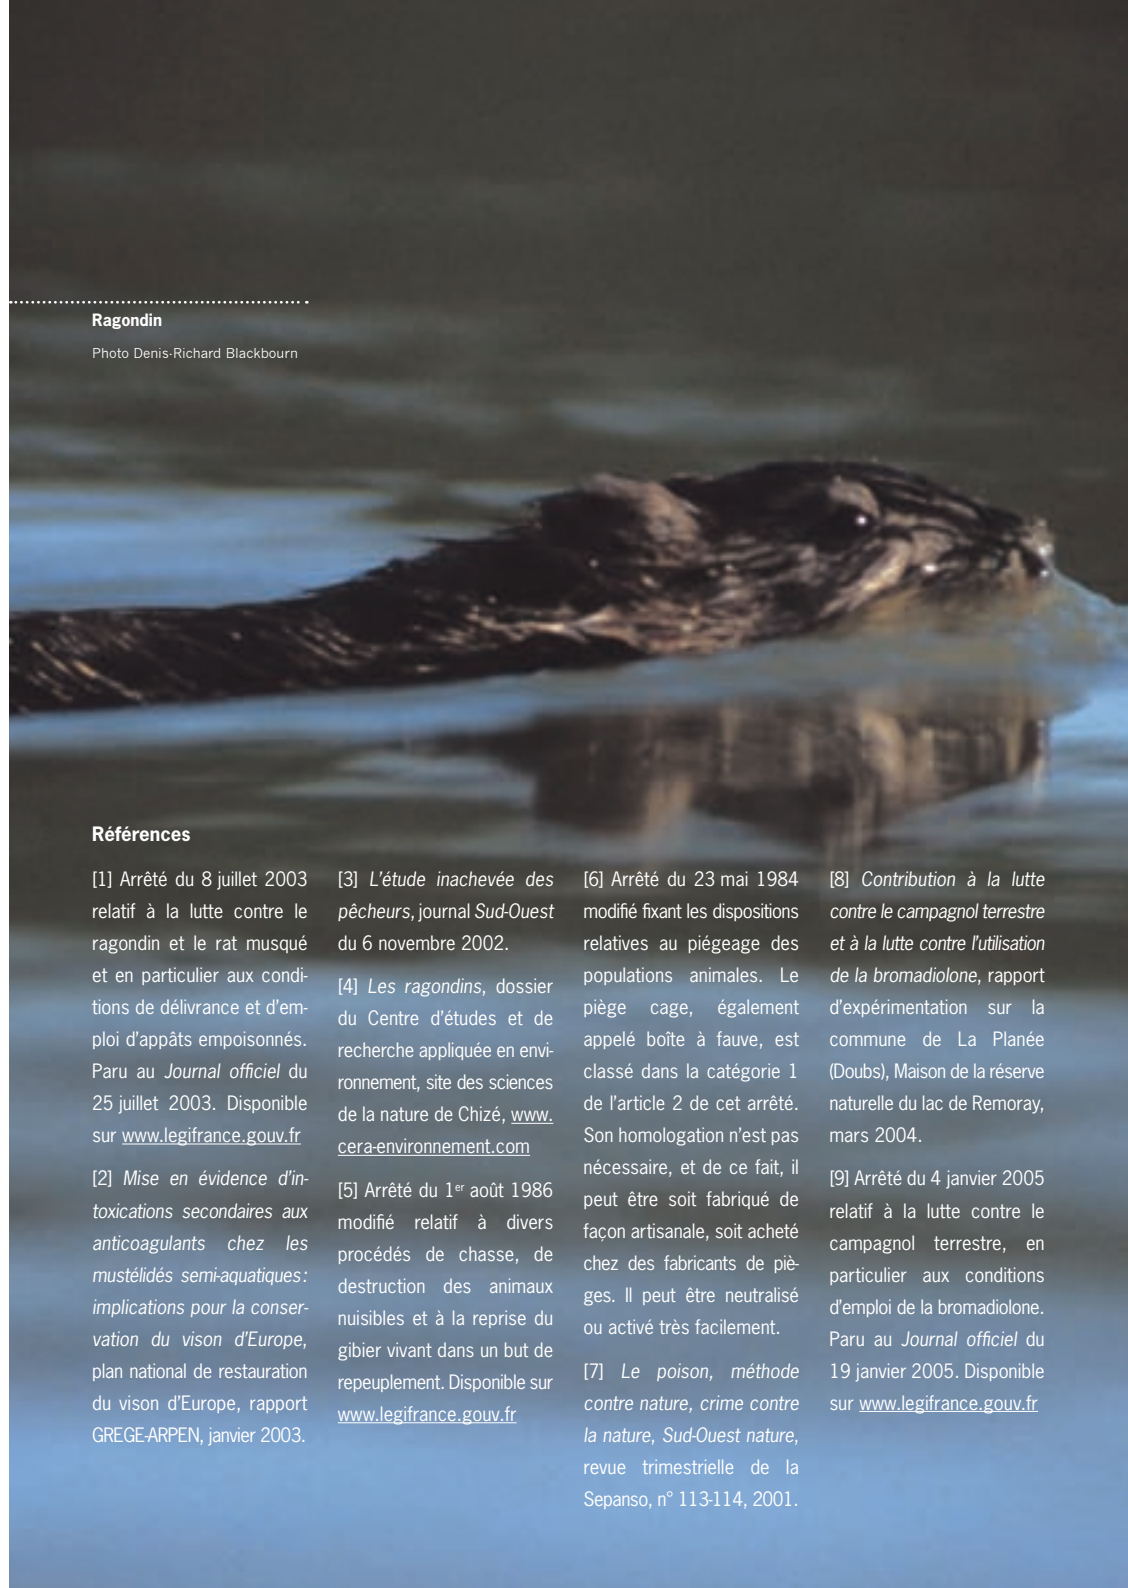 Ragondin
Photo Denis-Richard Blackbourn
Références
[1] Arrêté du 8 juillet 2003
relatif à la lutte contre le
ragondin et le rat musqué
et en particulier aux condi-
tions de délivrance et d'em-
ploi d'appâts empoisonnés.
Paru au Journal officiel du
25 juillet 2003. Disponible
sur www.legifrance.gouv.fr
[2] Mise en évidence d'in-
toxications secondaires aux
anticoagulants chez les
mustélidés semi-aquatiques:
implications pour la conser-
vation du vison d'Europe,
plan national de restauration
du vison d'Europe, rapport
GREGE-ARPEN, janvier 2003.
[3] L'étude inachevée des
pêcheurs, journal Sud-Ouest
du 6 novembre 2002.
[4] Les ragondins, dossier
du Centre d'études et de
recherche appliquée en envi-
ronnement, site des sciences
de la nature de Chizé, www.
cera-environnement.com
[5] Arrêté du 1er août 1986
modifié relatif à divers
procédés de chasse, de
destruction des animaux
nuisibles et à la reprise du
gibier vivant dans un but de
repeuplement. Disponible sur
www.legifrance.gouv.fr
[6] Arrêté du 23 mai 1984
modifié fixant les dispositions
relatives au piégeage des
populations animales. Le
piège cage, également
appelé boîte à fauve, est
classé dans la catégorie 1
de l'article 2 de cet arrêté.
Son homologation n'est pas
nécessaire, et de ce fait, il
peut être soit fabriqué de
façon artisanale, soit acheté
chez des fabricants de piè-
ges. Il peut être neutralisé
ou activé très facilement.
[7] Le poison, méthode
contre nature, crime contre
la nature, Sud-Ouest nature,
revue trimestrielle de la
Sepanso, n° 113-114, 2001.
[8] Contribution à la lutte
contre le campagnol terrestre
et à la lutte contre l'utilisation
de la bromadiolone, rapport
d'expérimentation sur la
commune de La Planée
(Doubs), Maison de la réserve
naturelle du lac de Remoray,
mars 2004.
[9] Arrêté du 4 janvier 2005
relatif à la lutte contre le
campagnol terrestre, en
particulier aux conditions
d'emploi de la bromadiolone.
Paru au Journal officiel du
19 janvier 2005. Disponible
sur www.legifrance.gouv.fr